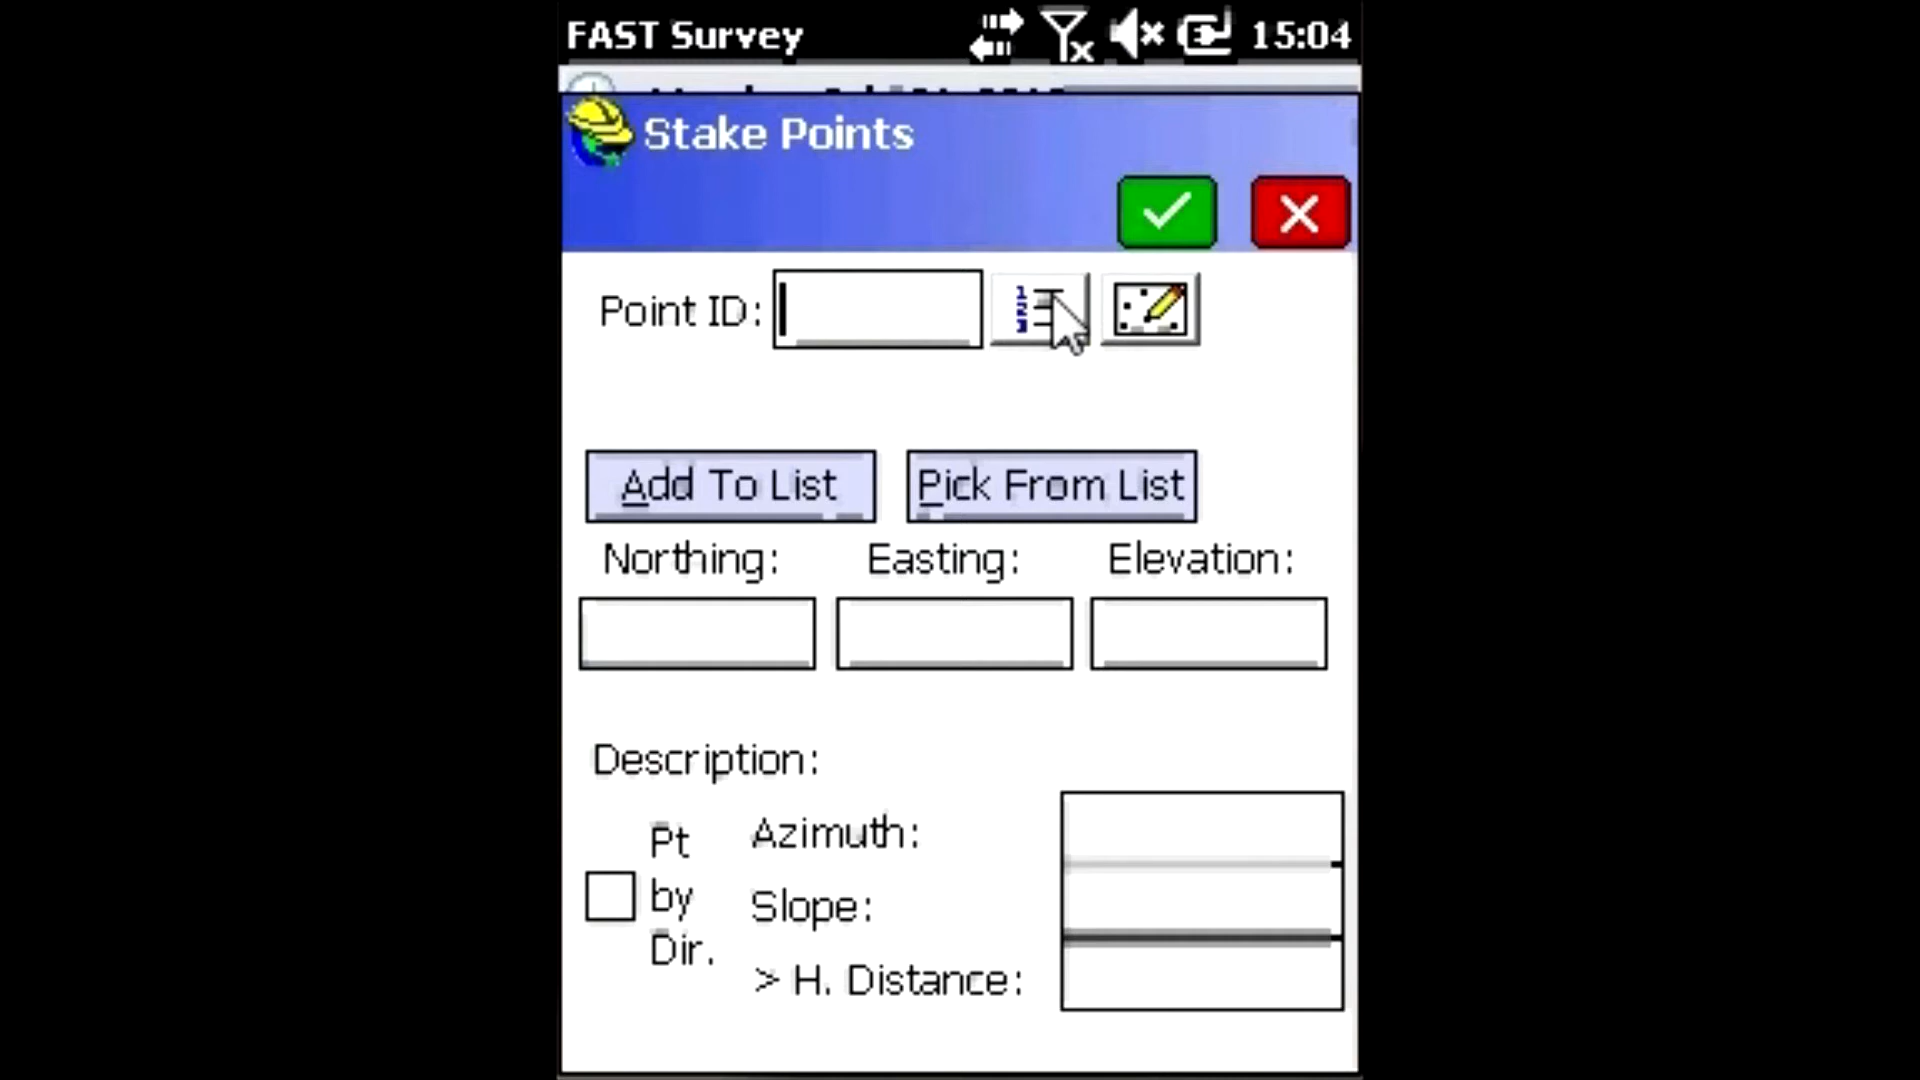 FAST Survey 15:04
Stake Points
Point ID:
Add To List Pick From List
Northing: Easting: Elevation:
Description:
Pt by Dir.
Azimuth:
Slope:
> H. Distance: